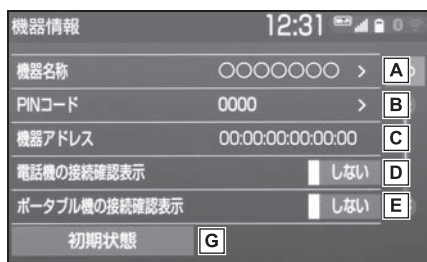 機器情報 12:31 0
機器名称 ○○○○○○○ > A
PINコード 0000 > B
機器アドレス 00:00:00:00:00:00 C
電話機の接続確認表示 しない D
ポータブル機の接続確認表示 しない E
初期状態 G